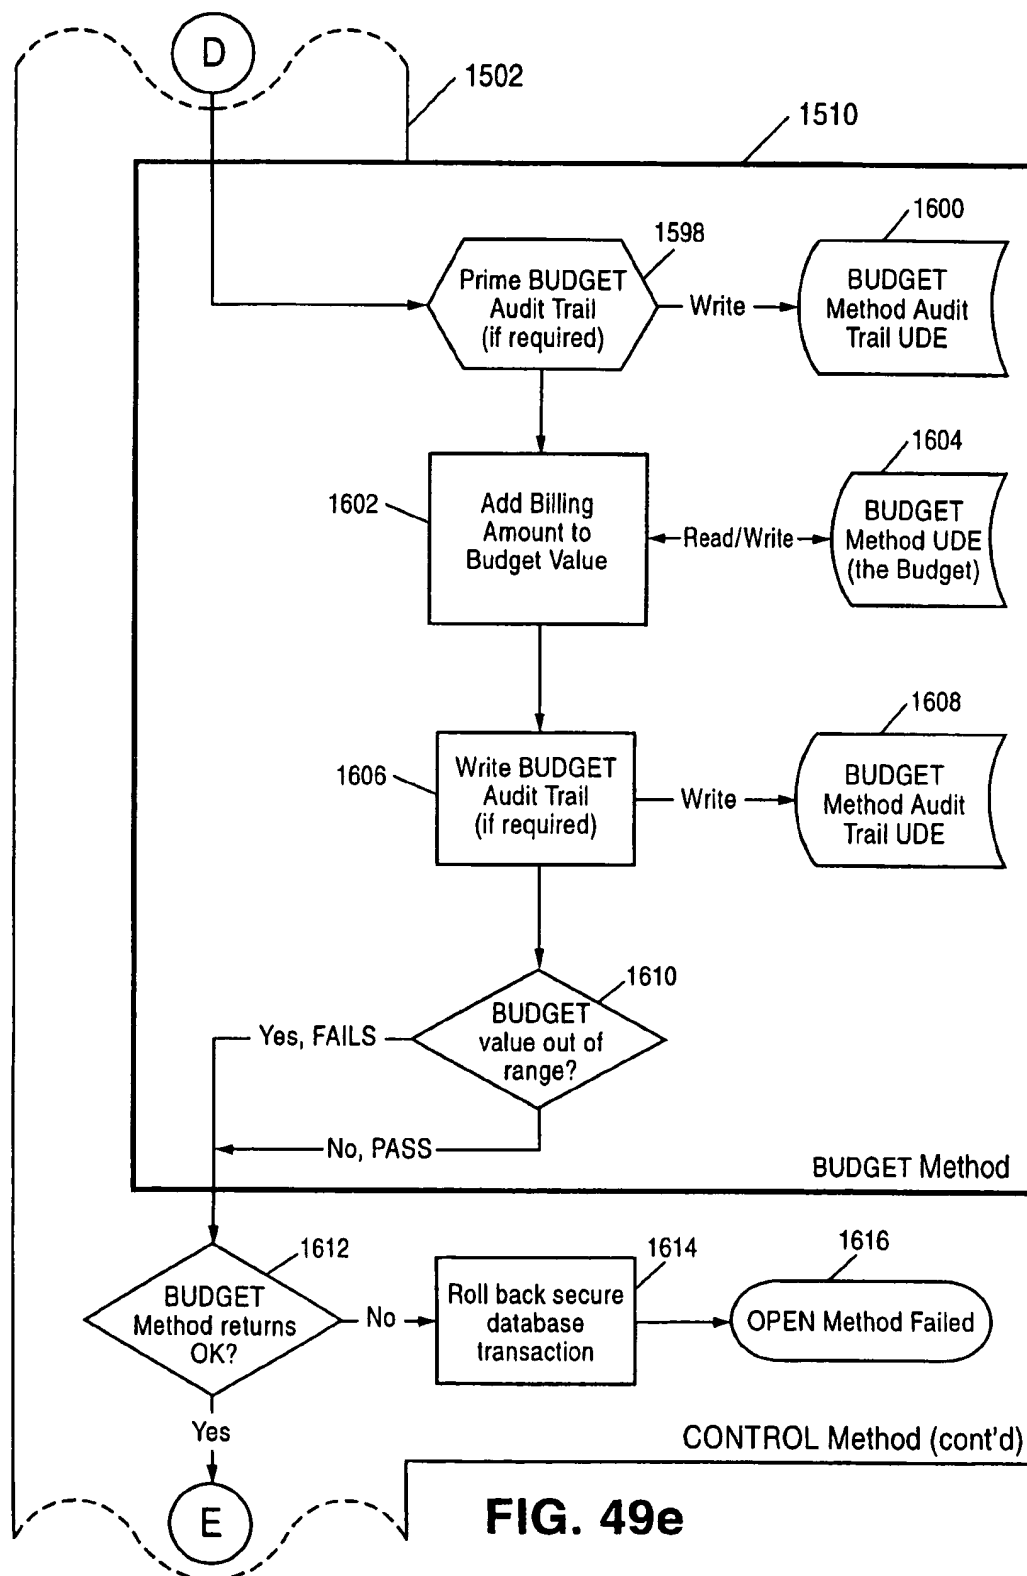 D
1502
1510
1600
1598
Prime BUDGET
Audit Trail
(if required)
Write
BUDGET
Method Audit
Trail UDE
1604
1602
Add Billing
Amount to
Budget Value
Read/Write
BUDGET
Method UDE
(the Budget)
1608
1606
Write BUDGET
Audit Trail
(if required)
Write
BUDGET
Method Audit
Trail UDE
1610
BUDGET
value out of
range?
Yes, FAILS
No, PASS
BUDGET Method
1612
BUDGET
Method returns
OK?
No
1614
Roll back secure
database
transaction
1616
OPEN Method Failed
Yes
CONTROL Method (cont'd)
E
FIG. 49e